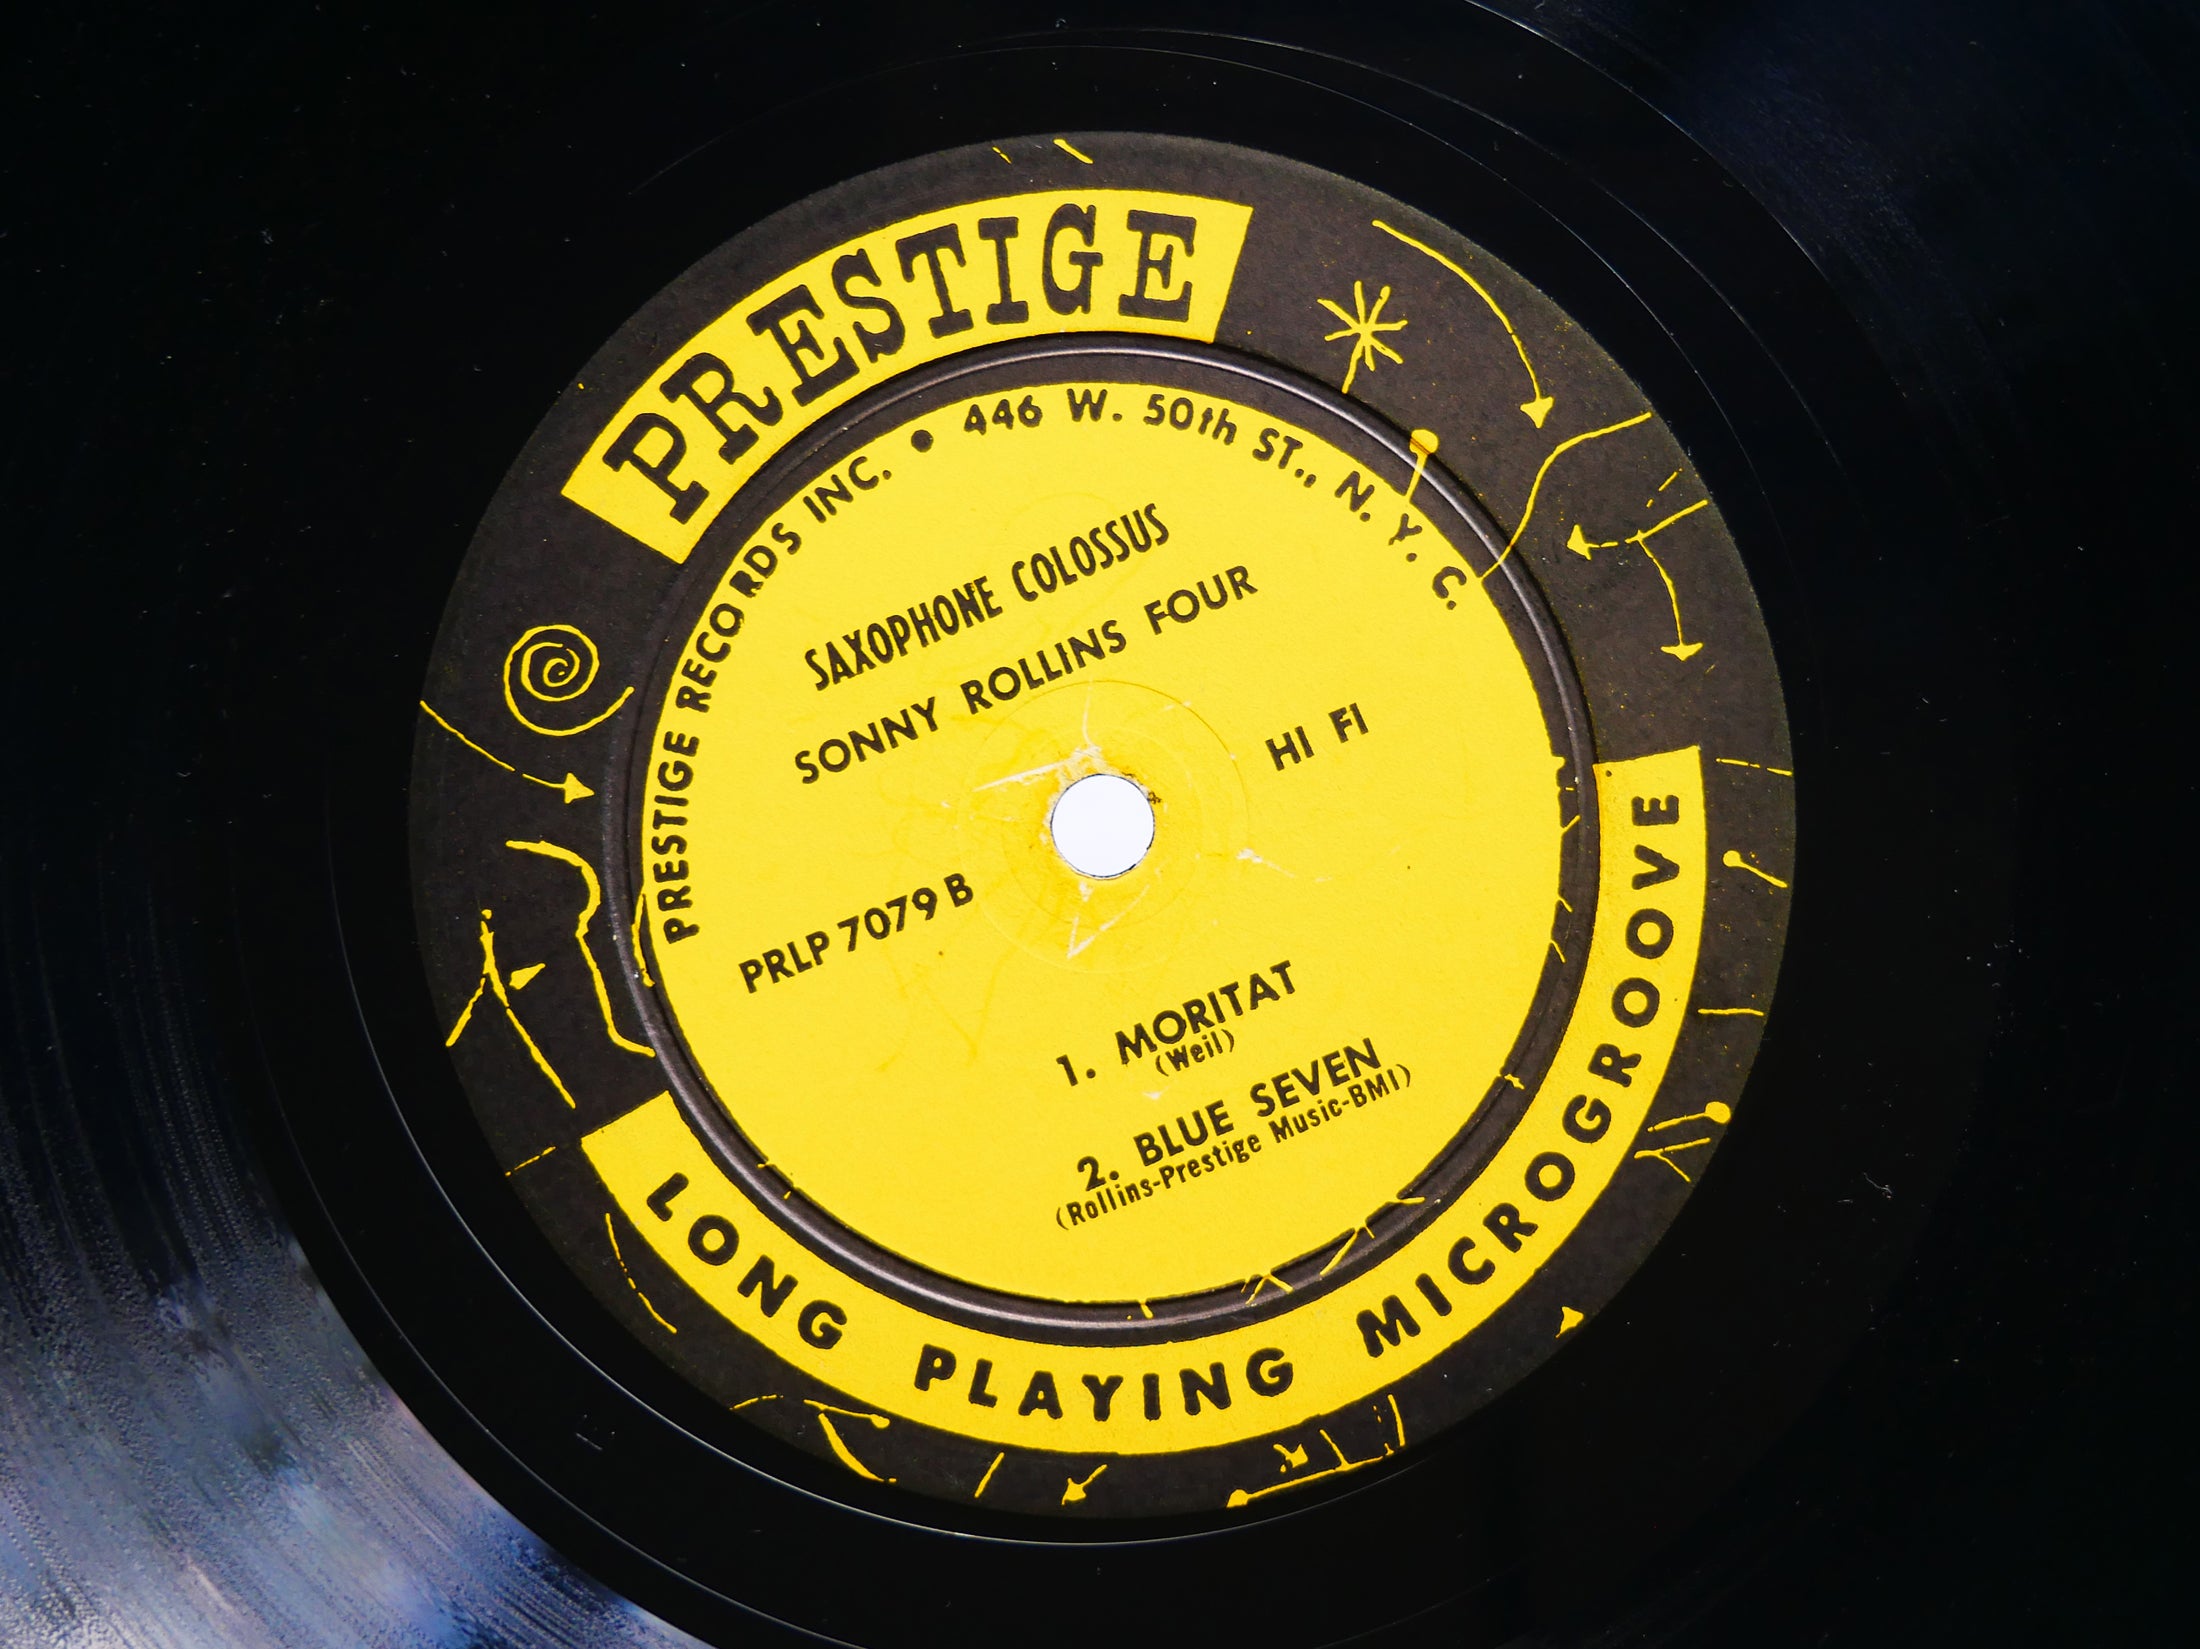 PRESTIGE
PRESTIGE RECORDS INC. • 446 W. 50th ST., N.Y.C.
SAXOPHONE COLOSSUS
SONNY ROLLINS FOUR
HI FI
PRLP 7079 B
1. MORITAT
(Weil)
2. BLUE SEVEN
(Rollins-Prestige Music-BMI)
LONG PLAYING MICROGROOVE